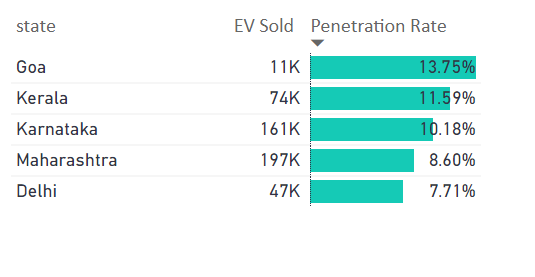 state EV Sold Penetration Rate
Goa 11K 13.75%
Kerala 74K 11.59%
Karnataka 161K 10.18%
Maharashtra 197K 8.60%
Delhi 47K 7.71%